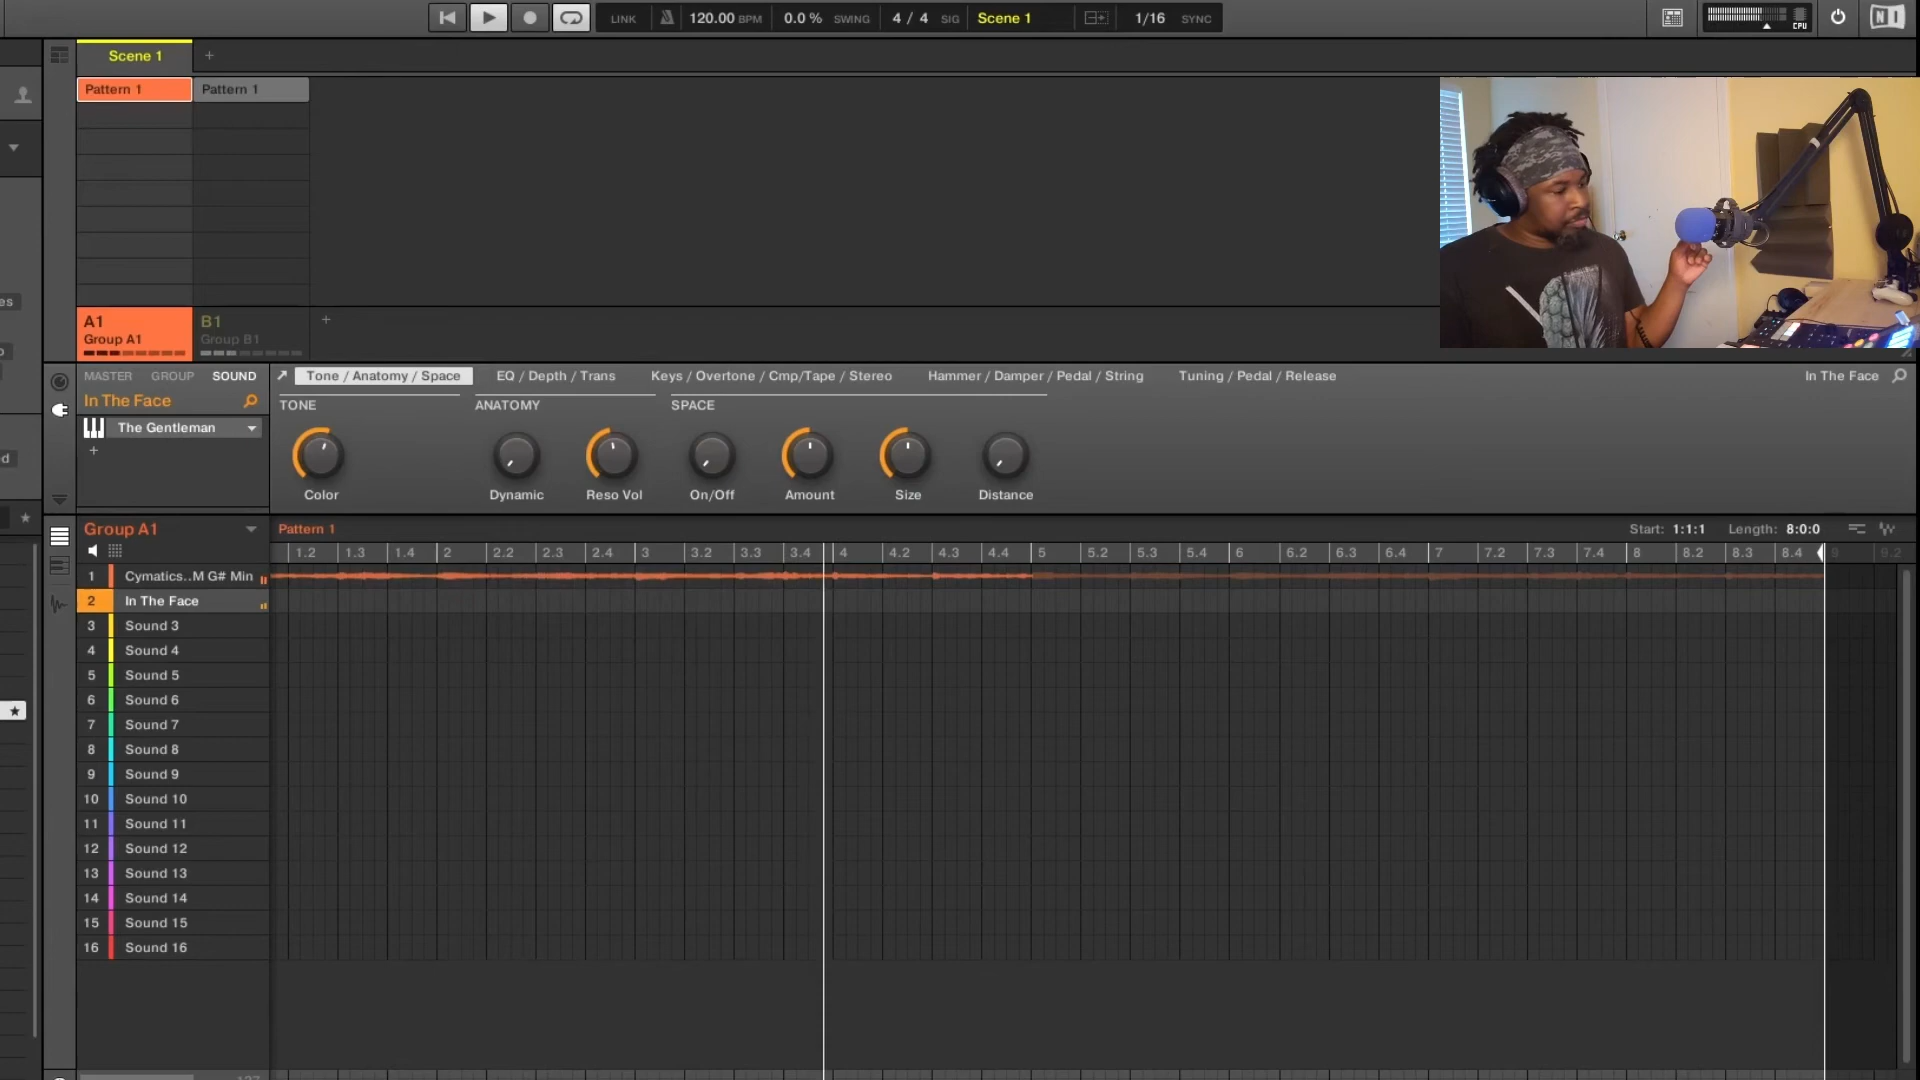 LINK 120.00 BPM 0.0 % SWING 4 / 4 SIG Scene 1 1/16 SYNC CPU NI
Scene 1 +
Pattern 1 Pattern 1
es
A1 B1 +
Group A1 Group B1
MASTER GROUP SOUND Tone / Anatomy / Space EQ / Depth / Trans Keys / Overtone / Cmp/Tape / Stereo Hammer / Damper / Pedal / String Tuning / Pedal / Release In The Face
In The Face TONE ANATOMY SPACE
The Gentleman
+
d
Color Dynamic Reso Vol On/Off Amount Size Distance
Group A1 Pattern 1 Start: 1:1:1 Length: 8:0:0
1.2 1.3 1.4 2 2.2 2.3 2.4 3 3.2 3.3 3.4 4 4.2 4.3 4.4 5 5.2 5.3 5.4 6 6.2 6.3 6.4 7 7.2 7.3 7.4 8 8.2 8.3 8.4 9 9.2
1 Cymatics..M G# Min
2 In The Face
3 Sound 3
4 Sound 4
5 Sound 5
6 Sound 6
7 Sound 7
8 Sound 8
9 Sound 9
10 Sound 10
11 Sound 11
12 Sound 12
13 Sound 13
14 Sound 14
15 Sound 15
16 Sound 16